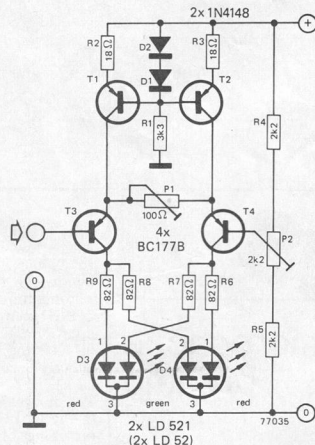 2x 1N4148
+
R2
18Ω
D2
R3
18Ω
T1
D1
T2
R1
3k3
R4
2k2
P1
100Ω
T3
4x
BC177B
T4
P2
2k2
R9
82Ω
82Ω
R8
R7
82Ω
82Ω
R6
R5
2k2
0
1
2
2
1
D3
D4
3
3
red
green
red
77035
0
2x LD 521
(2x LD 52)